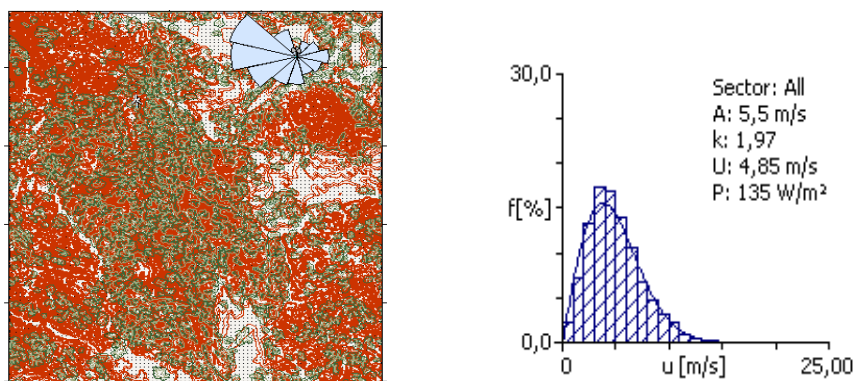 30,0
Sector: All
A: 5,5 m/s
k: 1,97
U: 4,85 m/s
P: 135 W/m²
f[%]
0,0
0 u [m/s] 25,00